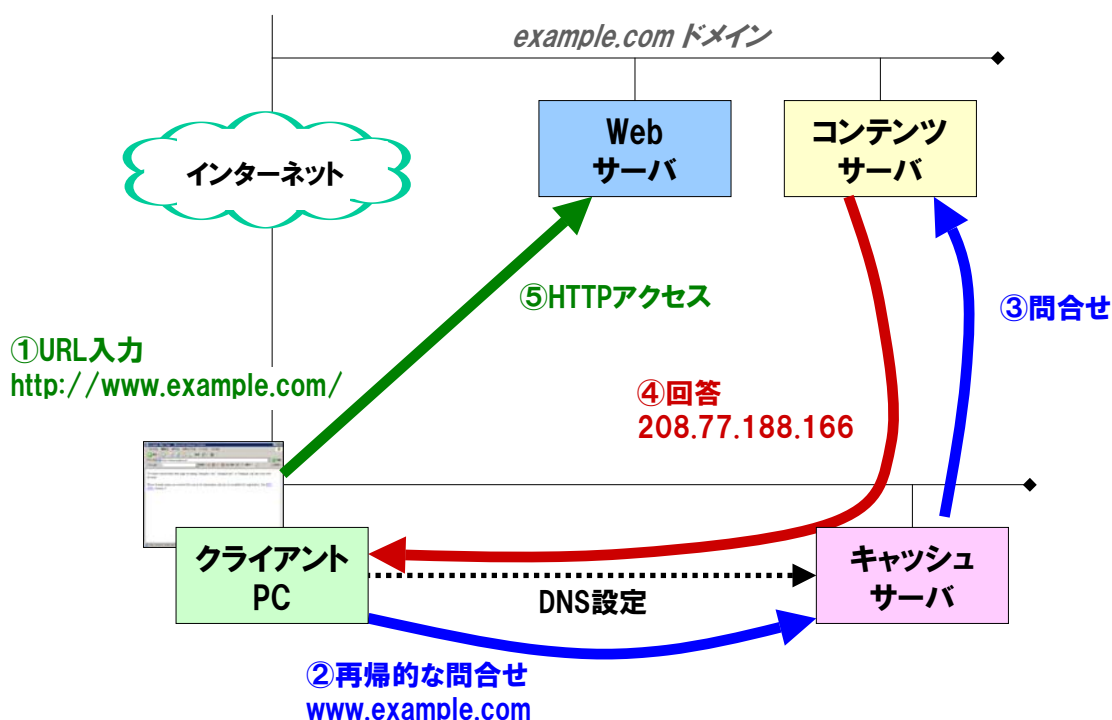 example.comドメイン
Web
サーバ
コンテンツ
サーバ
インターネット
⑤HTTPアクセス
③問合せ
①URL入力
http://www.example.com/
④回答
208.77.188.166
クライアント
PC
キャッシュ
サーバ
DNS設定
②再帰的な問合せ
www.example.com